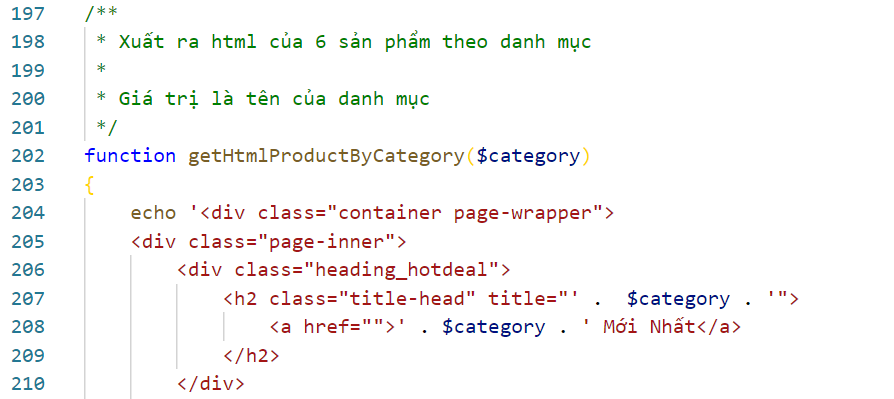 197 /**
198  * Xuất ra html của 6 sản phẩm theo danh mục
199  *
200  * Giá trị là tên của danh mục
201  */
202 function getHtmlProductByCategory($category)
203 {
204     echo '<div class="container page-wrapper">
205     <div class="page-inner">
206         <div class="heading_hotdeal">
207             <h2 class="title-head" title="' .  $category . '">
208                 <a href="">' . $category . ' Mới Nhất</a>
209             </h2>
210         </div>